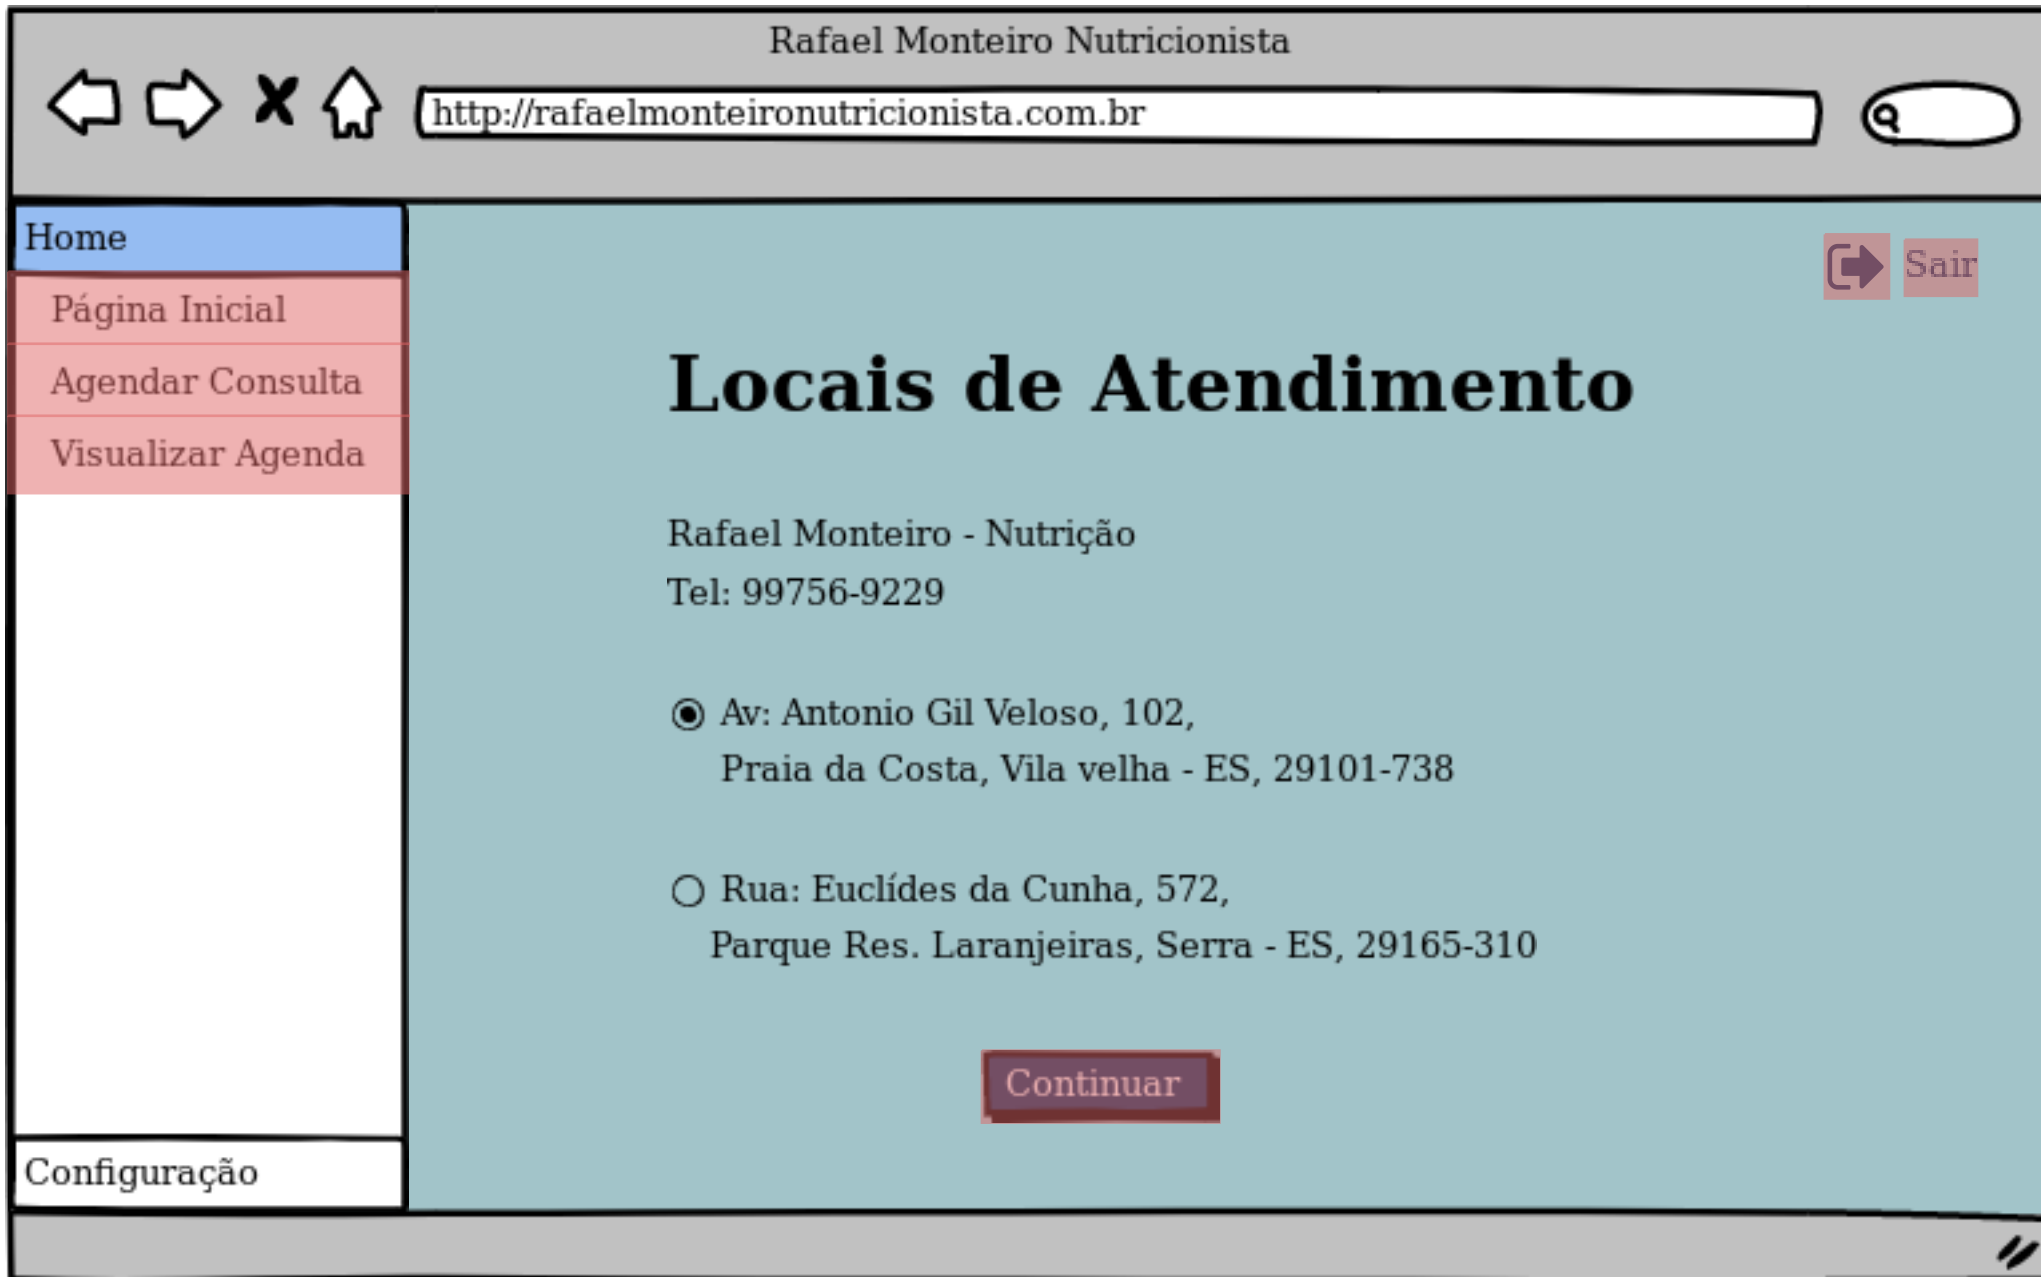 Rafael Monteiro Nutricionista
http://rafaelmonteironutricionista.com.br
Home
Página Inicial
Agendar Consulta
Visualizar Agenda
Configuração
Sair
Locais de Atendimento
Rafael Monteiro - Nutrição
Tel: 99756-9229
Av: Antonio Gil Veloso, 102,
Praia da Costa, Vila velha - ES, 29101-738
Rua: Euclídes da Cunha, 572,
Parque Res. Laranjeiras, Serra - ES, 29165-310
Continuar